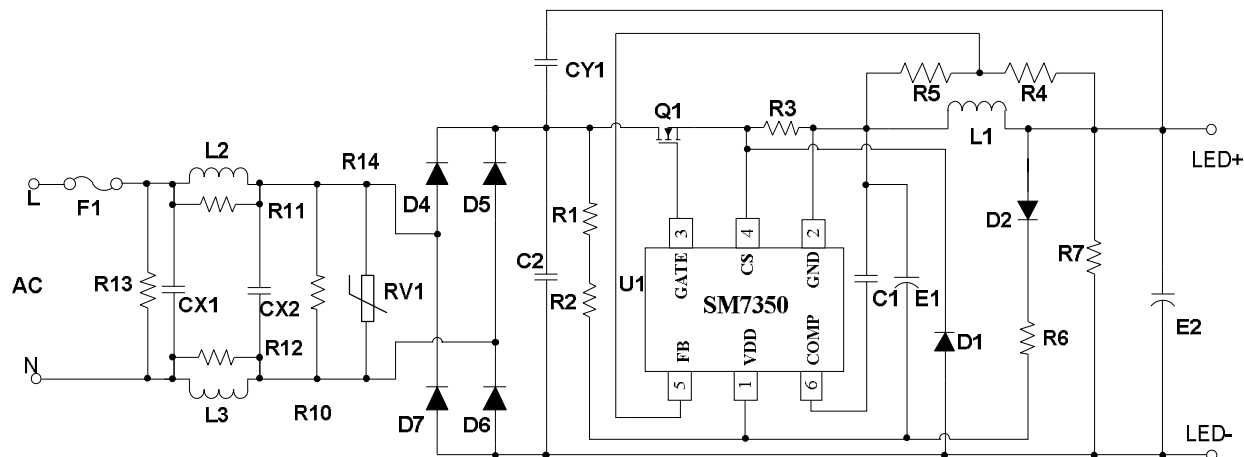 CY1
R5
R4
Q1
R3
L1
LED+
L2
R14
L
F1
R11
D4
D5
R1
D2
3
4
2
C2
U1
GATE
CS
GND
R7
AC
R13
CX1
CX2
RV1
R2
SM7350
C1
E1
E2
R12
FB
VDD
COMP
D1
R6
N
5
1
6
L3
R10
D7
D6
LED-